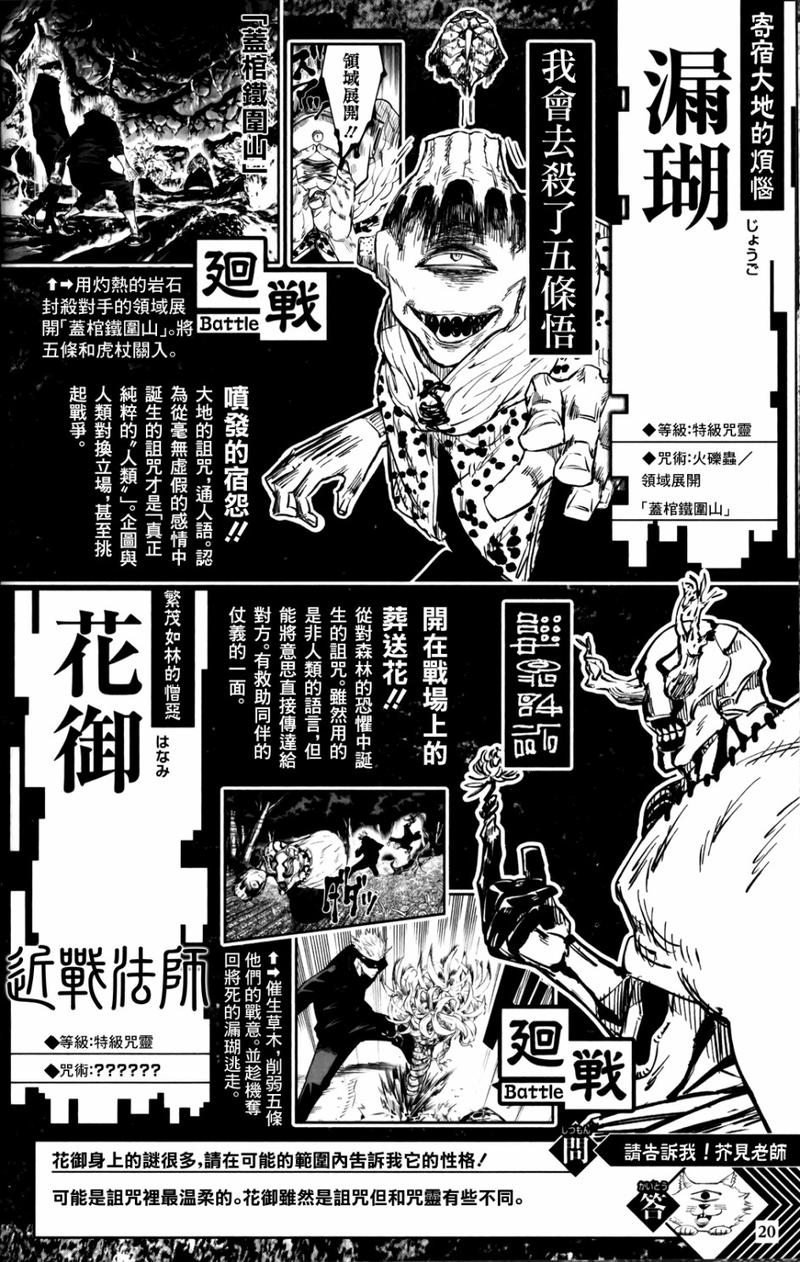 寄宿大地的煩惱
漏瑚
じょうご
◆等級:特級咒靈
◆咒術:火礫蟲／
領域展開
「蓋棺鐵圍山」
我會去殺了五條悟
領域展開!!
『蓋棺鐵圍山』
廻戦
Battle
⬆➡用灼熱的岩石
封殺對手的領域展
開「蓋棺鐵圍山」。將
五條和虎杖關入。
噴發的宿怨!!
大地的詛咒，通人語。認
為從毫無虛假的感情中
誕生的詛咒才是「真正
純粹的〝人類〟」。企圖與
人類對換立場，甚至挑
起戰爭。
開在戰場上的
葬送花!!
從對森林的恐懼中誕
生的詛咒。雖然用的
是非人類的語言，但
能將意思直接傳達給
對方。有救助同伴的
仗義的一面。
繁茂如林的憎惡
花御
はなみ
近戰法師
◆等級:特級咒靈
◆咒術:??????
⬆➡催生草木，削弱五條
他們的戰意。並趁機奪
回將死的漏瑚逃走。
廻戦
Battle
請告訴我！芥見老師
しつもん
問
花御身上的謎很多，請在可能的範圍內告訴我它的性格！
かいとう
答
可能是詛咒裡最溫柔的。花御雖然是詛咒但和咒靈有些不同。
20